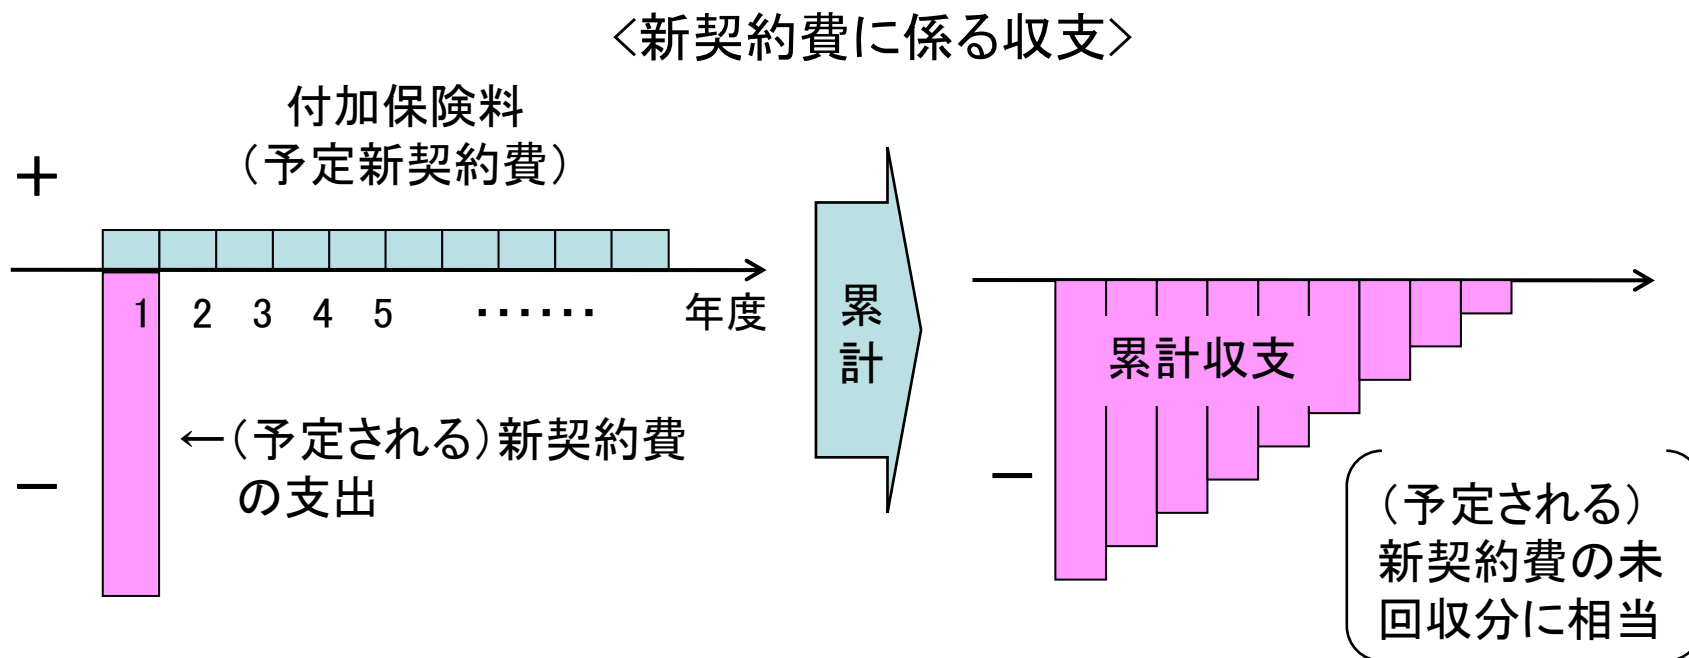 <新契約費に係る収支>
付加保険料
(予定新契約費)
+
1 2 3 4 5 ・・・・・・ 年度
←(予定される)新契約費
の支出
−
累
計
累計収支
−
(予定される)
新契約費の未
回収分に相当